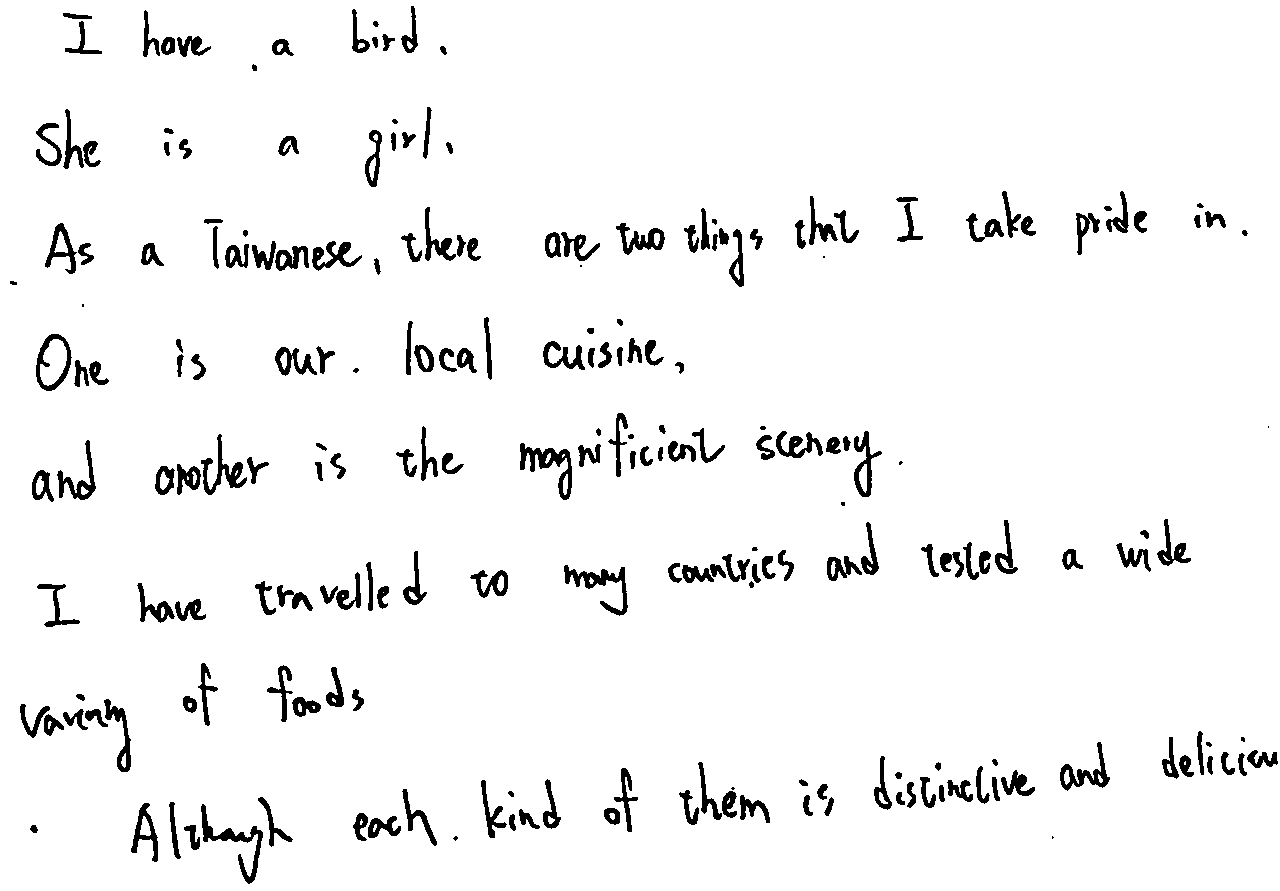 I have a bird.
She is a girl.
As a Taiwanese, there are two things that I take pride in.
One is our local cuisine,
and another is the magnificient scenery.
I have travelled to many countries and tested a wide
of foods
Although each kind of them is distinctive and deliciou